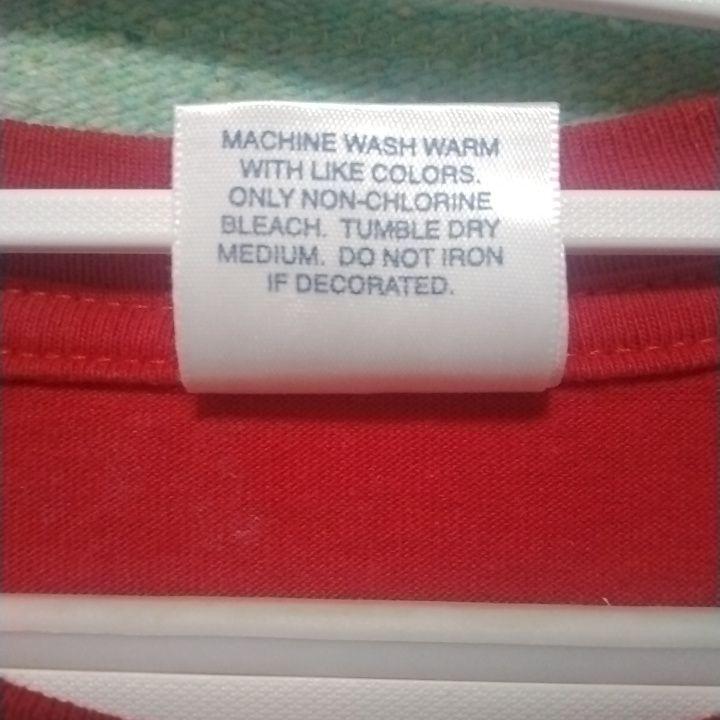 MACHINE WASH WARM
WITH LIKE COLORS.
ONLY NON-CHLORINE
BLEACH. TUMBLE DRY
MEDIUM. DO NOT IRON
IF DECORATED.